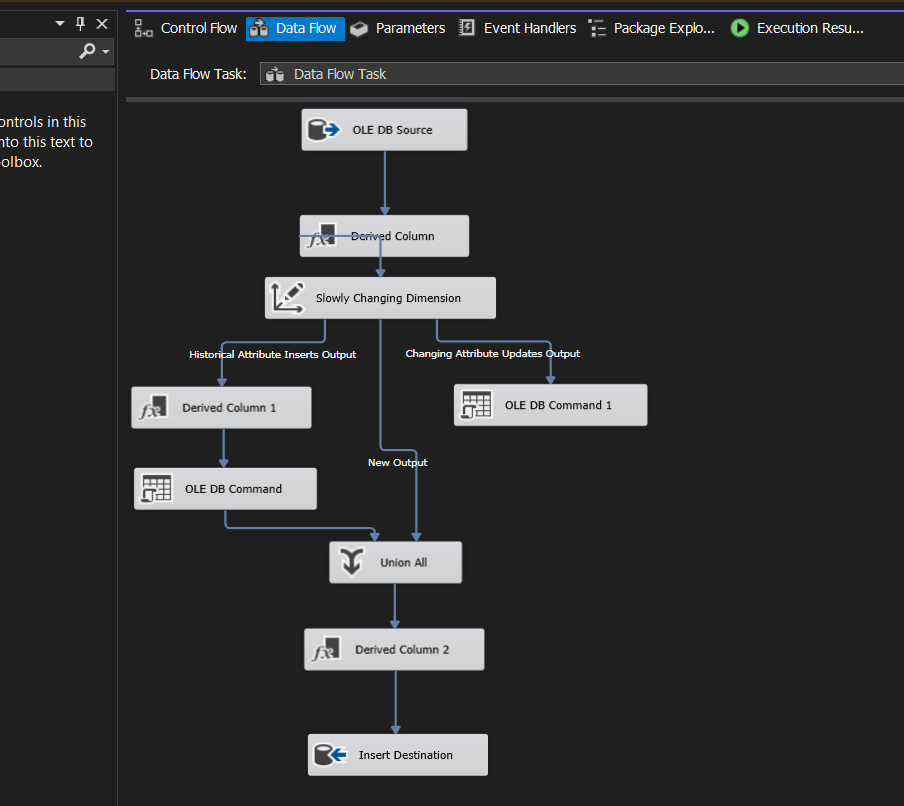 Control Flow
Data Flow
Parameters
Event Handlers
Package Explo...
Execution Resu...
Data Flow Task:
Data Flow Task
ontrols in this
nto this text to
oolbox.
OLE DB Source
Derived Column
Slowly Changing Dimension
Historical Attribute Inserts Output
Changing Attribute Updates Output
Derived Column 1
OLE DB Command 1
New Output
OLE DB Command
Union All
Derived Column 2
Insert Destination